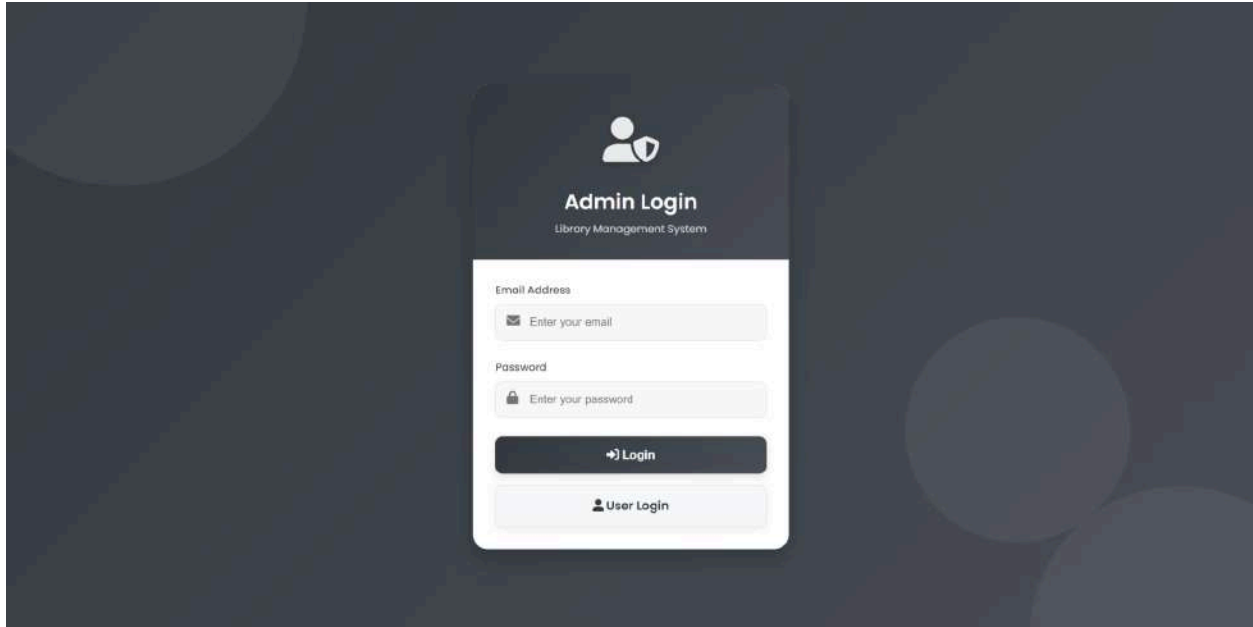 Admin Login
Library Management System
Email Address
Enter your email
Password
Enter your password
Login
User Login